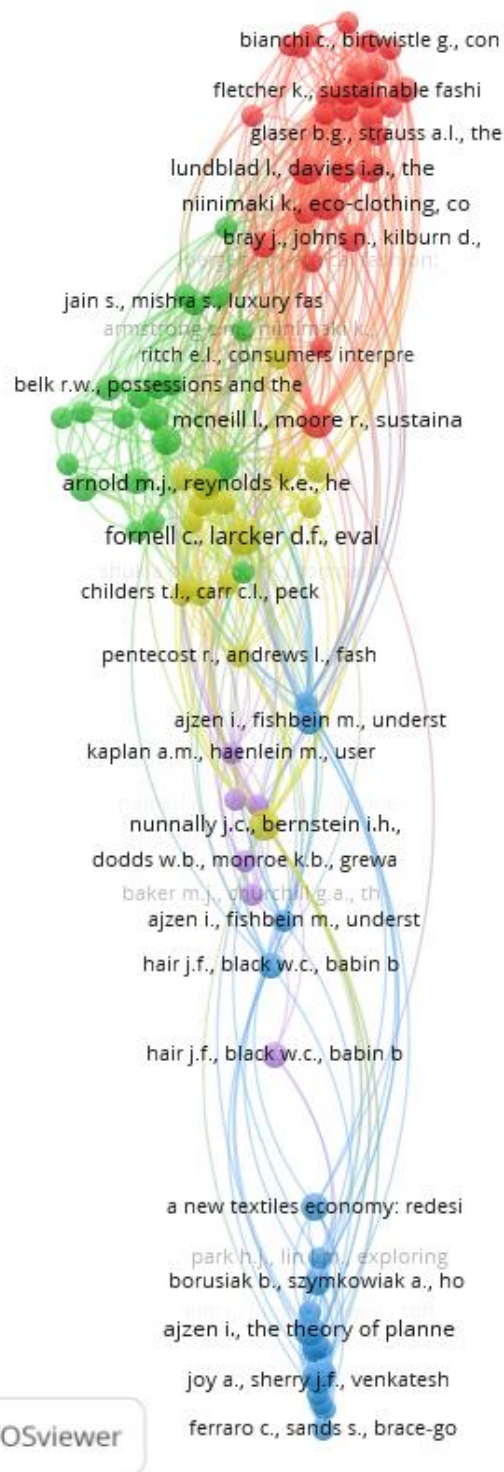 bianchi c., birtwistle g., con
fletcher k., sustainable fashi
glaser b.g., strauss a.l., the
lundblad l., davies i.a., the
niinimaki k., eco-clothing, co
bray j., johns n., kilburn d.,
jain s., mishra s., luxury fas
armstrong c.m., niinimaki k.,
ritch e.l., consumers interpre
belk r.w., possessions and the
mcneill l., moore r., sustaina
arnold m.j., reynolds k.e., he
fornell c., larcker d.f., eval
childers t.l., carr c.l., peck
pentecost r., andrews l., fash
ajzen i., fishbein m., underst
kaplan a.m., haenlein m., user
nunnally j.c., bernstein i.h.,
dodds w.b., monroe k.b., grewa
baker m.j., churchill g.a., th
ajzen i., fishbein m., underst
hair j.f., black w.c., babin b
hair j.f., black w.c., babin b
a new textiles economy: redesi
park h.j., lin l.m., exploring
borusiak b., szymkowiak a., ho
ajzen i., the theory of planne
joy a., sherry j.f., venkatesh
ferraro c., sands s., brace-go
OSviewer